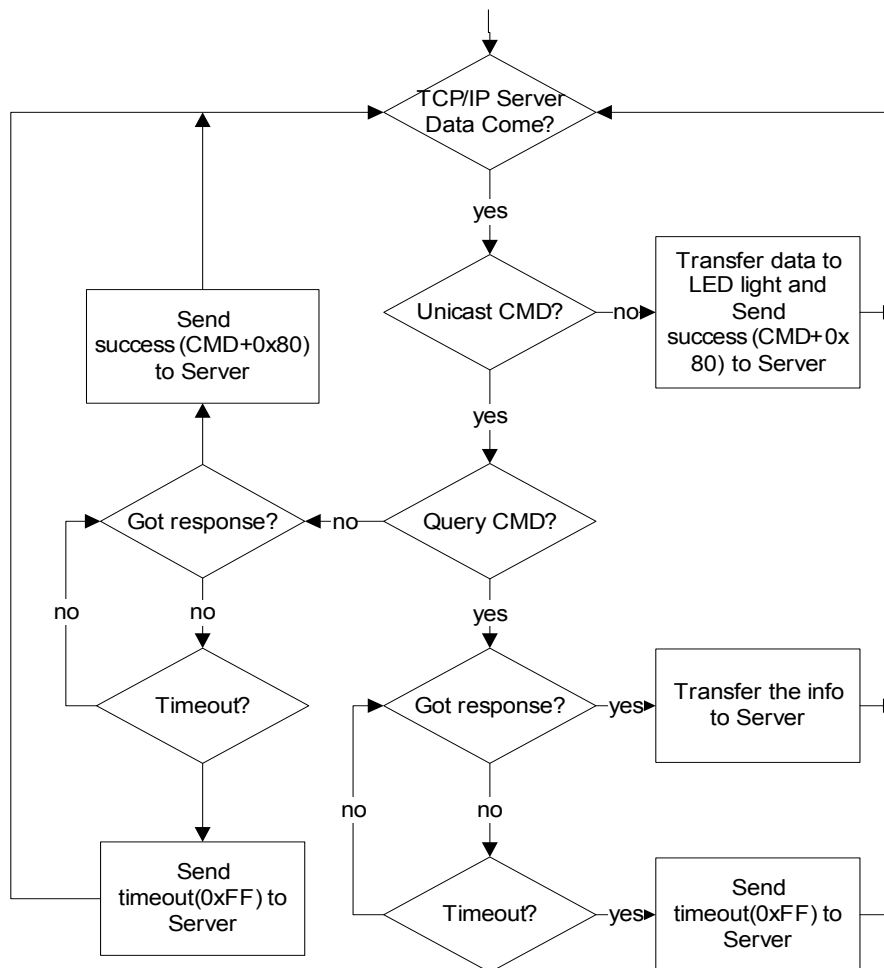 TCP/IP Server
Data Come?
yes
Unicast CMD?
no
Transfer data to
LED light and
Send
success(CMD+0x
80) to Server
Send
success(CMD+0x80)
to Server
yes
Got response?
no
Query CMD?
no
no
yes
Timeout?
Got response?
yes
Transfer the info
to Server
no
no
Send
timeout(0xFF) to
Server
Timeout?
yes
Send
timeout(0xFF) to
Server